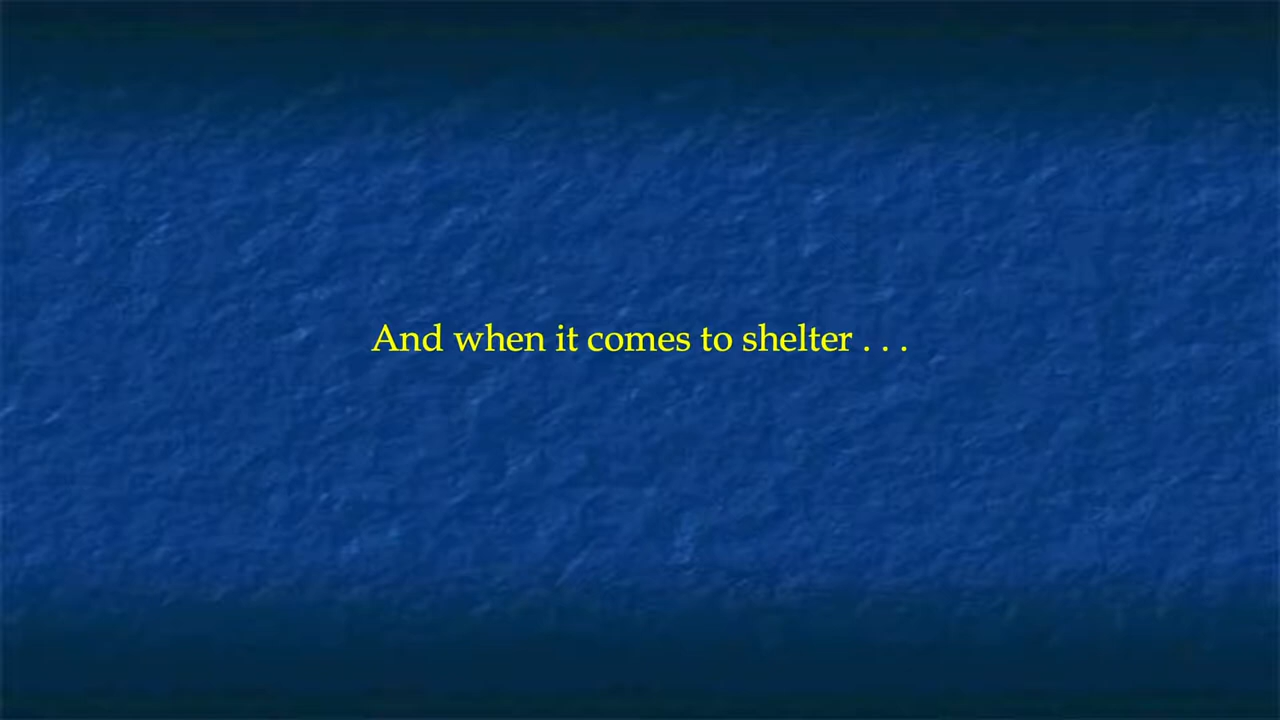 And when it comes to shelter . . .